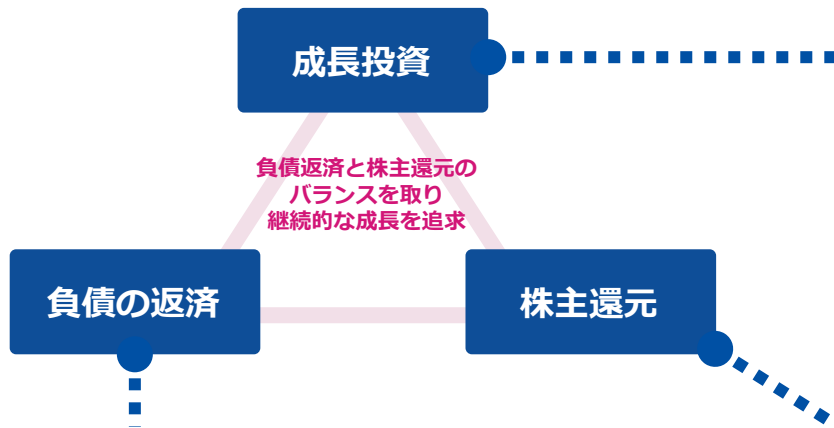 成長投資
負債返済と株主還元の
バランスを取り
継続的な成長を追求
負債の返済
株主還元